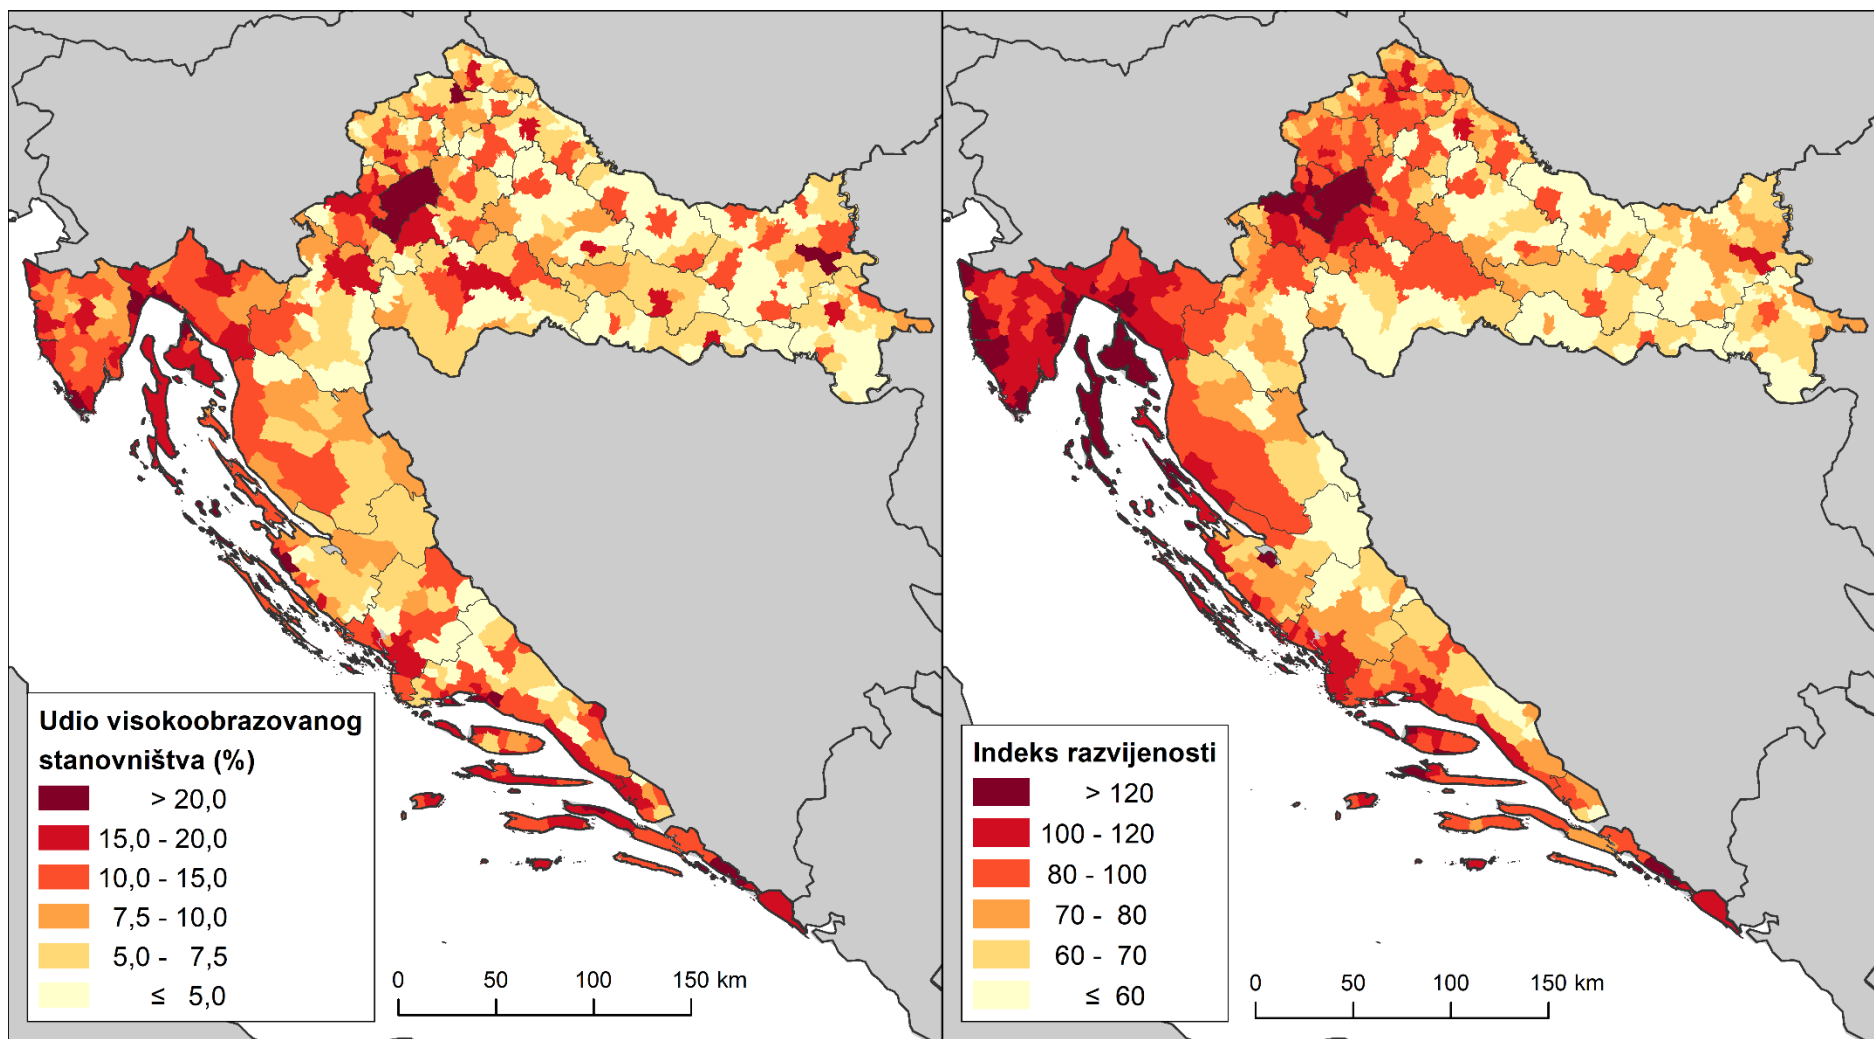 Udio visokoobrazovanog
stanovništva (%)
> 20,0
15,0 - 20,0
10,0 - 15,0
7,5 - 10,0
5,0 - 7,5
≤ 5,0
0 50 100 150 km
Indeks razvijenosti
> 120
100 - 120
80 - 100
70 - 80
60 - 70
≤ 60
0 50 100 150 km